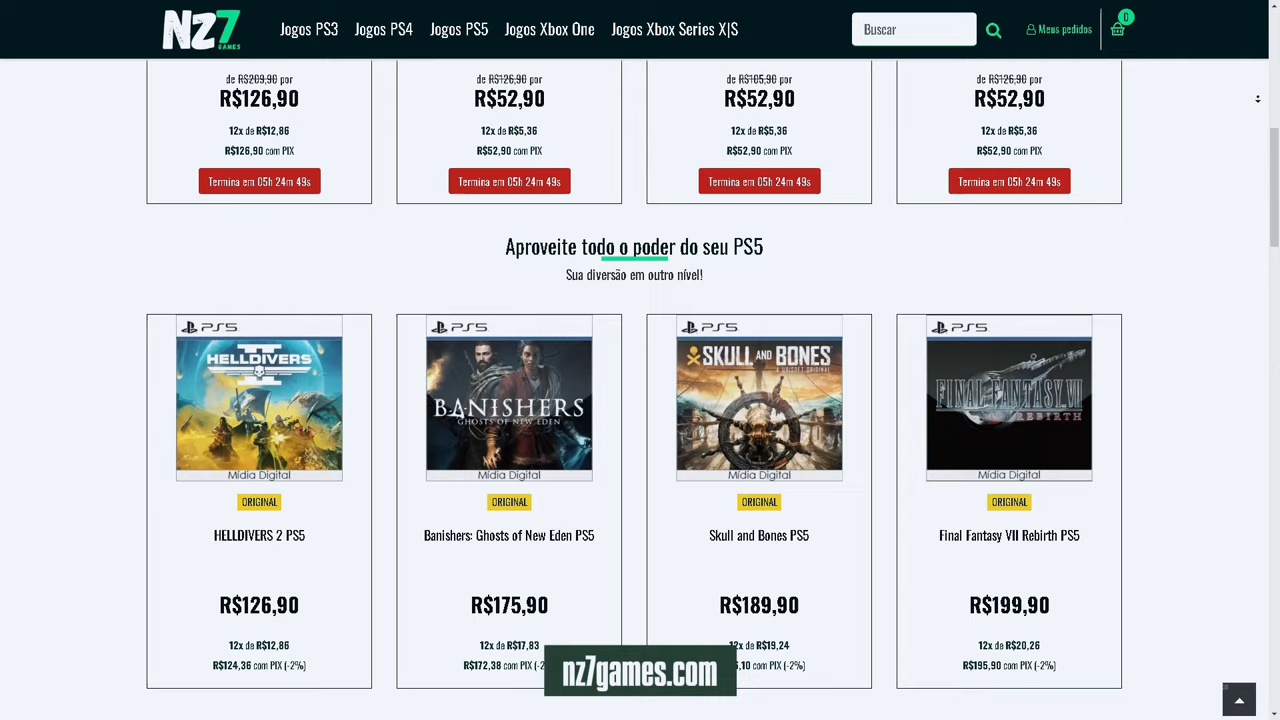 NZ7 GAMES
Jogos PS3 Jogos PS4 Jogos PS5 Jogos Xbox One Jogos Xbox Series X|S
Buscar
Meus pedidos
0
de R$209,90 por
R$126,90
12x de R$12,86
R$126,90 com PIX
Termina em 05h 24m 49s
de R$126,90 por
R$52,90
12x de R$5,36
R$52,90 com PIX
Termina em 05h 24m 49s
de R$105,90 por
R$52,90
12x de R$5,36
R$52,90 com PIX
Termina em 05h 24m 49s
de R$126,90 por
R$52,90
12x de R$5,36
R$52,90 com PIX
Termina em 05h 24m 49s
Aproveite todo o poder do seu PS5
Sua diversão em outro nível!
PS5
HELLDIVERS
II
Mídia Digital
ORIGINAL
HELLDIVERS 2 PS5
R$126,90
12x de R$12,86
R$124,36 com PIX (-2%)
PS5
BANISHERS
GHOSTS OF NEW EDEN
Mídia Digital
ORIGINAL
Banishers: Ghosts of New Eden PS5
R$175,90
12x de R$17,83
R$172,38 com PIX (-2
PS5
SKULL AND BONES
A UBISOFT ORIGINAL
Mídia Digital
ORIGINAL
Skull and Bones PS5
R$189,90
2x de R$19,24
,10 com PIX (-2%)
PS5
FINAL FANTASY VII
REBIRTH
Mídia Digital
ORIGINAL
Final Fantasy VII Rebirth PS5
R$199,90
12x de R$20,26
R$195,90 com PIX (-2%)
nz7games.com